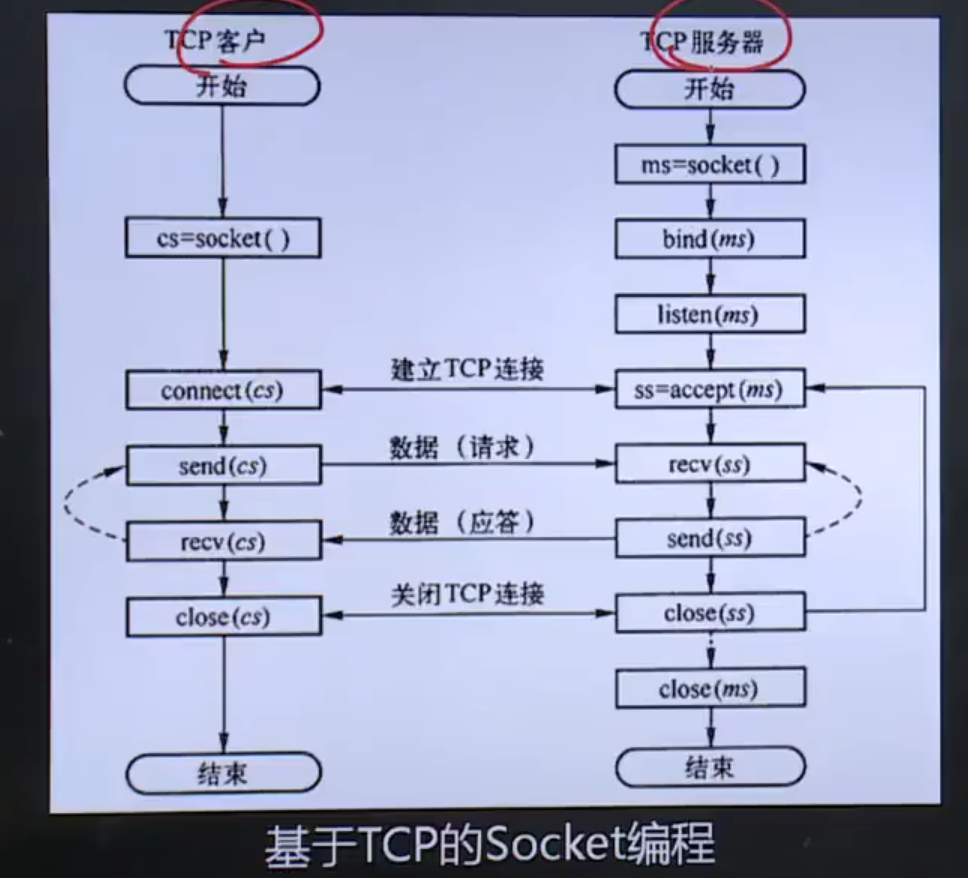 TCP客户
开始
cs=socket( )
connect(cs)
send(cs)
recv(cs)
close(cs)
结束
建立TCP连接
数据（请求）
数据（应答）
关闭TCP连接
TCP服务器
开始
ms=socket( )
bind(ms)
listen(ms)
ss=accept(ms)
recv(ss)
send(ss)
close(ss)
close(ms)
结束
基于TCP的Socket编程